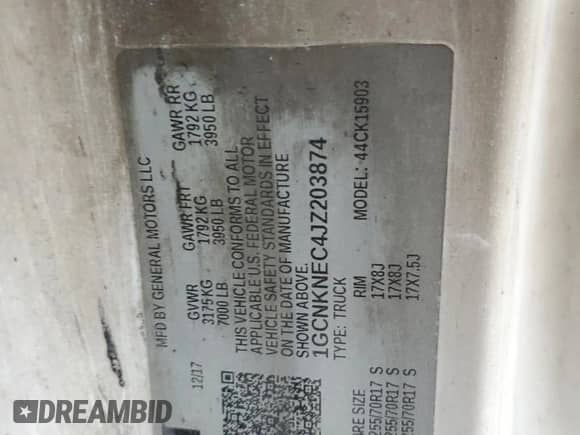 MFD BY GENERAL MOTORS LLC
12/17
GVWR GAWR FRT GAWR RR
3175 KG 1792 KG 1792 KG
7000 LB 3950 LB 3950 LB
THIS VEHICLE CONFORMS TO ALL
APPLICABLE U.S. FEDERAL MOTOR
VEHICLE SAFETY STANDARDS IN EFFECT
ON THE DATE OF MANUFACTURE
SHOWN ABOVE.
1GCNKNEC4JZ203874
TYPE: TRUCK MODEL: 44CK15903
ARE SIZE RIM
255/70R17 S 17X8J
255/70R17 S 17X8J
255/70R17 S 17X7.5J
DREAMBID